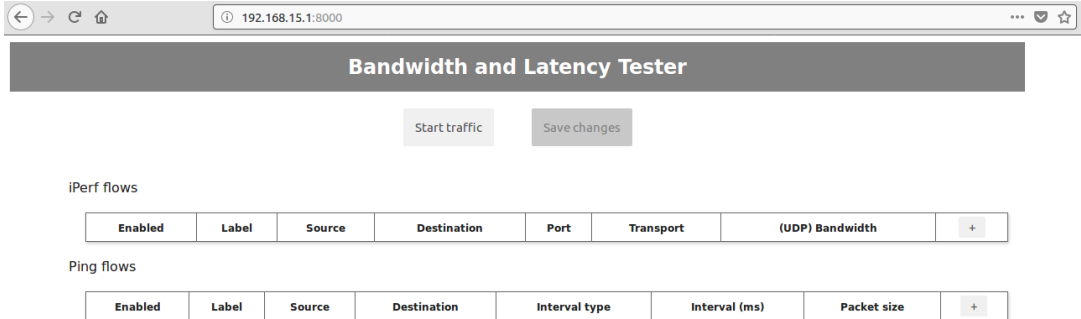 192.168.15.1:8000
Bandwidth and Latency Tester
Start traffic Save changes
iPerf flows
Enabled Label Source Destination Port Transport (UDP) Bandwidth +
Ping flows
Enabled Label Source Destination Interval type Interval (ms) Packet size +